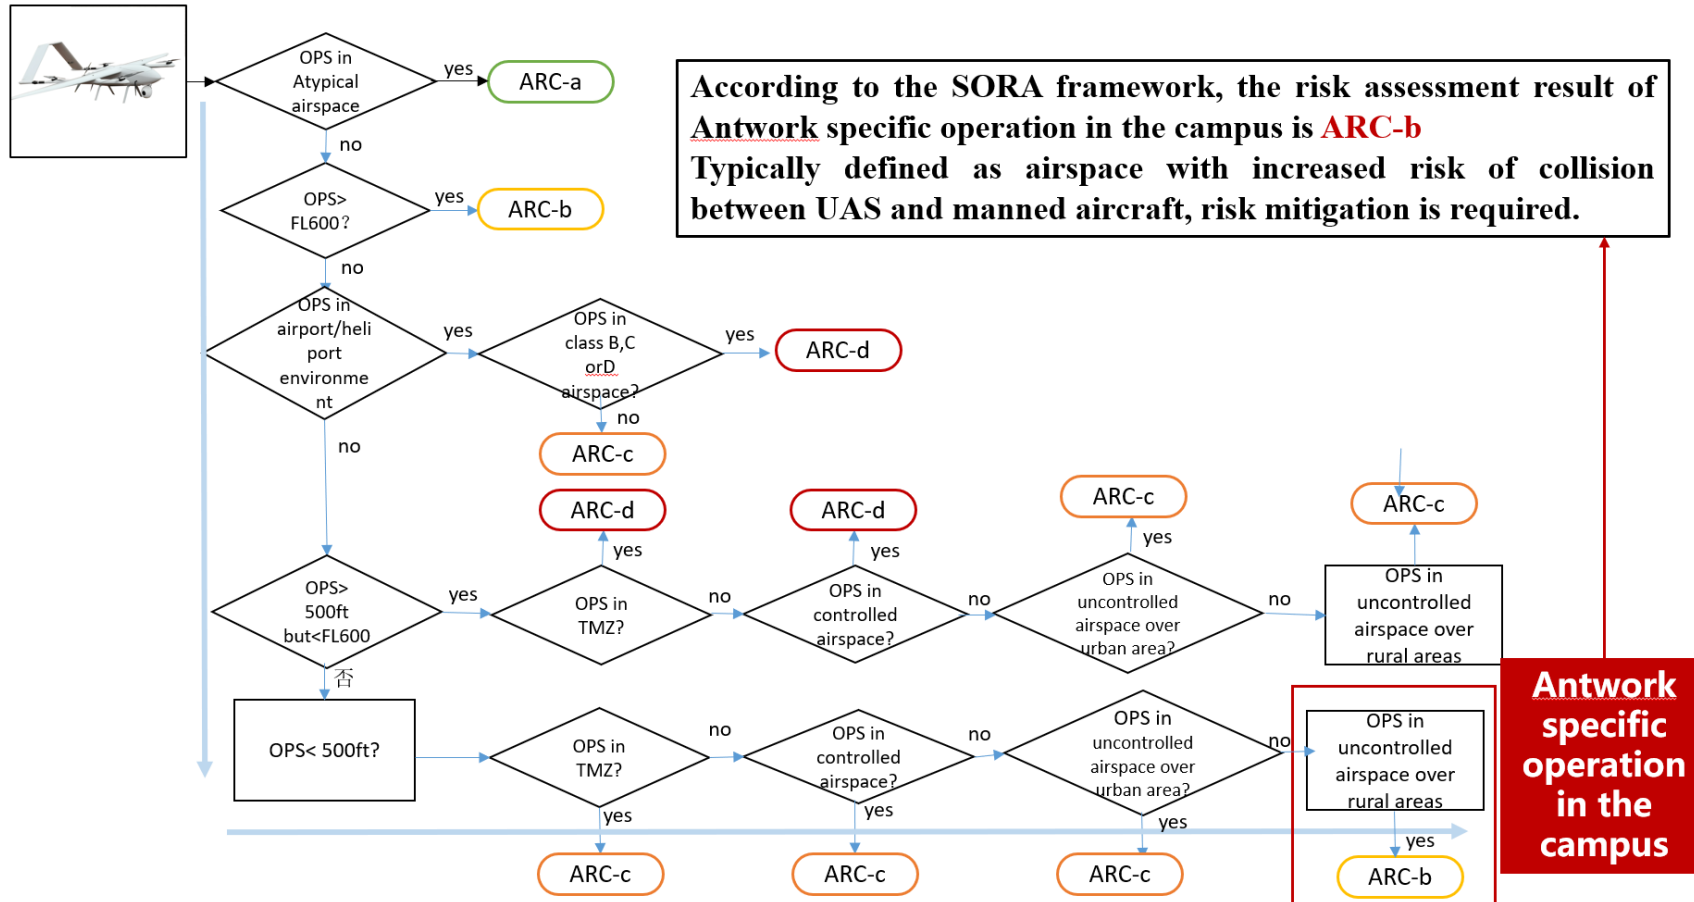 OPS in
Atypical
airspace
yes
ARC-a
no
According to the SORA framework, the risk assessment result of
Antwork specific operation in the campus is ARC-b
Typically defined as airspace with increased risk of collision
between UAS and manned aircraft, risk mitigation is required.
OPS>
FL600?
yes
ARC-b
no
OPS in
airport/heli
port
environme
nt
yes
OPS in
class B,C
orD
airspace?
yes
ARC-d
no
ARC-c
no
ARC-d
ARC-d
ARC-c
ARC-c
yes
yes
yes
OPS>
500ft
but<FL600
yes
OPS in
TMZ?
no
OPS in
controlled
airspace?
no
OPS in
uncontrolled
airspace over
urban area?
no
OPS in
uncontrolled
airspace over
rural areas
否
OPS< 500ft?
OPS in
TMZ?
no
OPS in
controlled
airspace?
no
OPS in
uncontrolled
airspace over
urban area?
no
OPS in
uncontrolled
airspace over
rural areas
Antwork
specific
operation
in the
campus
yes
yes
yes
yes
ARC-c
ARC-c
ARC-c
ARC-b